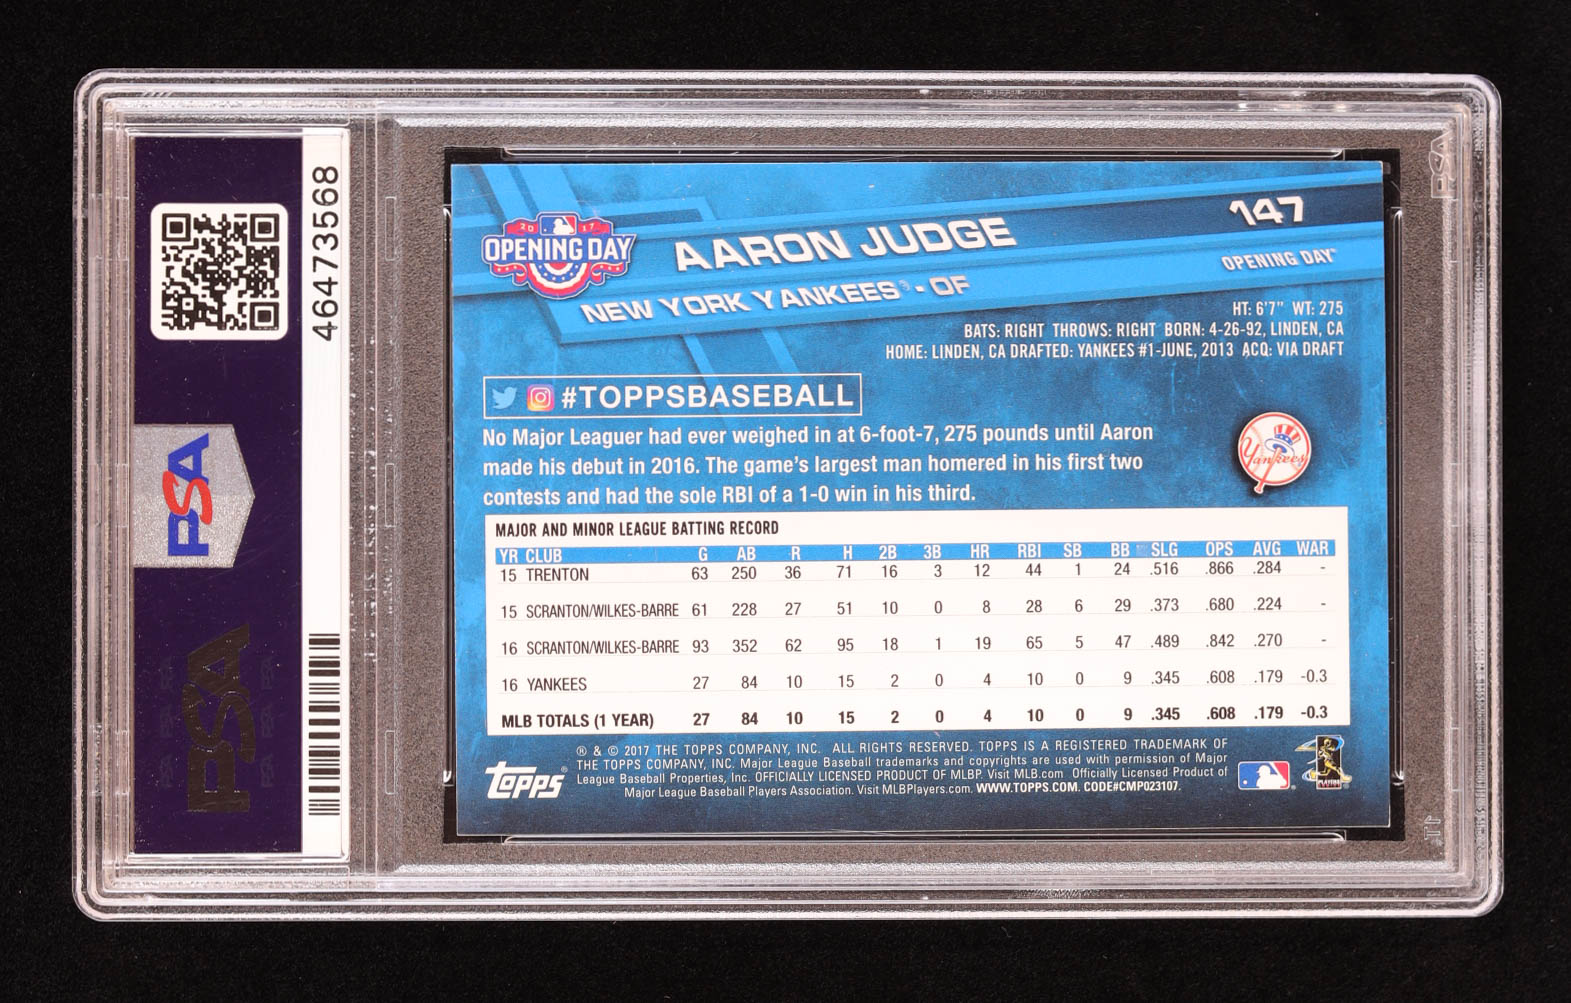 46473568
PSA
PSA
2017
OPENING DAY
AARON JUDGE
147
OPENING DAY™
NEW YORK YANKEES® • OF
HT: 6'7" WT: 275
BATS: RIGHT THROWS: RIGHT BORN: 4-26-92, LINDEN, CA
HOME: LINDEN, CA DRAFTED: YANKEES #1-JUNE, 2013 ACQ: VIA DRAFT
#TOPPSBASEBALL
No Major Leaguer had ever weighed in at 6-foot-7, 275 pounds until Aaron
made his debut in 2016. The game's largest man homered in his first two
contests and had the sole RBI of a 1-0 win in his third.
Yankees
MAJOR AND MINOR LEAGUE BATTING RECORD
YR CLUB G AB R H 2B 3B HR RBI SB BB SLG OPS AVG WAR
15 TRENTON 63 250 36 71 16 3 12 44 1 24 .516 .866 .284 -
15 SCRANTON/WILKES-BARRE 61 228 27 51 10 0 8 28 6 29 .373 .680 .224 -
16 SCRANTON/WILKES-BARRE 93 352 62 95 18 1 19 65 5 47 .489 .842 .270 -
16 YANKEES 27 84 10 15 2 0 4 10 0 9 .345 .608 .179 -0.3
MLB TOTALS (1 YEAR) 27 84 10 15 2 0 4 10 0 9 .345 .608 .179 -0.3
® & © 2017 THE TOPPS COMPANY, INC. ALL RIGHTS RESERVED. TOPPS IS A REGISTERED TRADEMARK OF
THE TOPPS COMPANY, INC. Major League Baseball trademarks and copyrights are used with permission of Major
League Baseball Properties, Inc. OFFICIALLY LICENSED PRODUCT OF MLBP. Visit MLB.com Officially Licensed Product of
Major League Baseball Players Association. Visit MLBPlayers.com. WWW.TOPPS.COM. CODE#CMP023107.
topps®
PSA